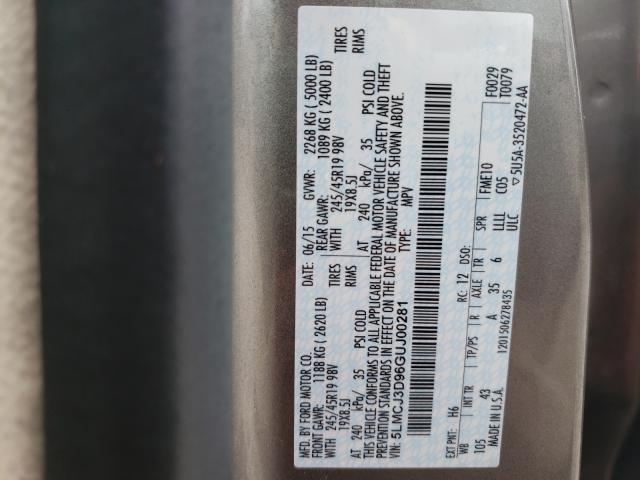 MFD. BY FORD MOTOR CO.
DATE: 06/15 GVWR: 2268 KG ( 5000 LB)
FRONT GAWR: 1188 KG ( 2620 LB) REAR GAWR: 1089 KG ( 2400 LB)
245/45R19 98V TIRES WITH 245/45R19 98V TIRES
19X8.5J RIMS 19X8.5J RIMS
AT 240 kPa/ 35 PSI COLD AT 240 kPa/ 35 PSI COLD
THIS VEHICLE CONFORMS TO ALL APPLICABLE FEDERAL MOTOR VEHICLE SAFETY AND THEFT
PREVENTION STANDARDS IN EFFECT ON THE DATE OF MANUFACTURE SHOWN ABOVE.
VIN: 5LMCJ3D96GUJ00281
TYPE: MPV
EXT PNT: H6 RC: 12 DSO: F0029
WB INT TR TP/PS R AXLE TR SPR FME10 T0079
105 43 A 35 6 LLLL C05
U.S.A. 1201506278435 ULC ▽5U5A-3520472-AA